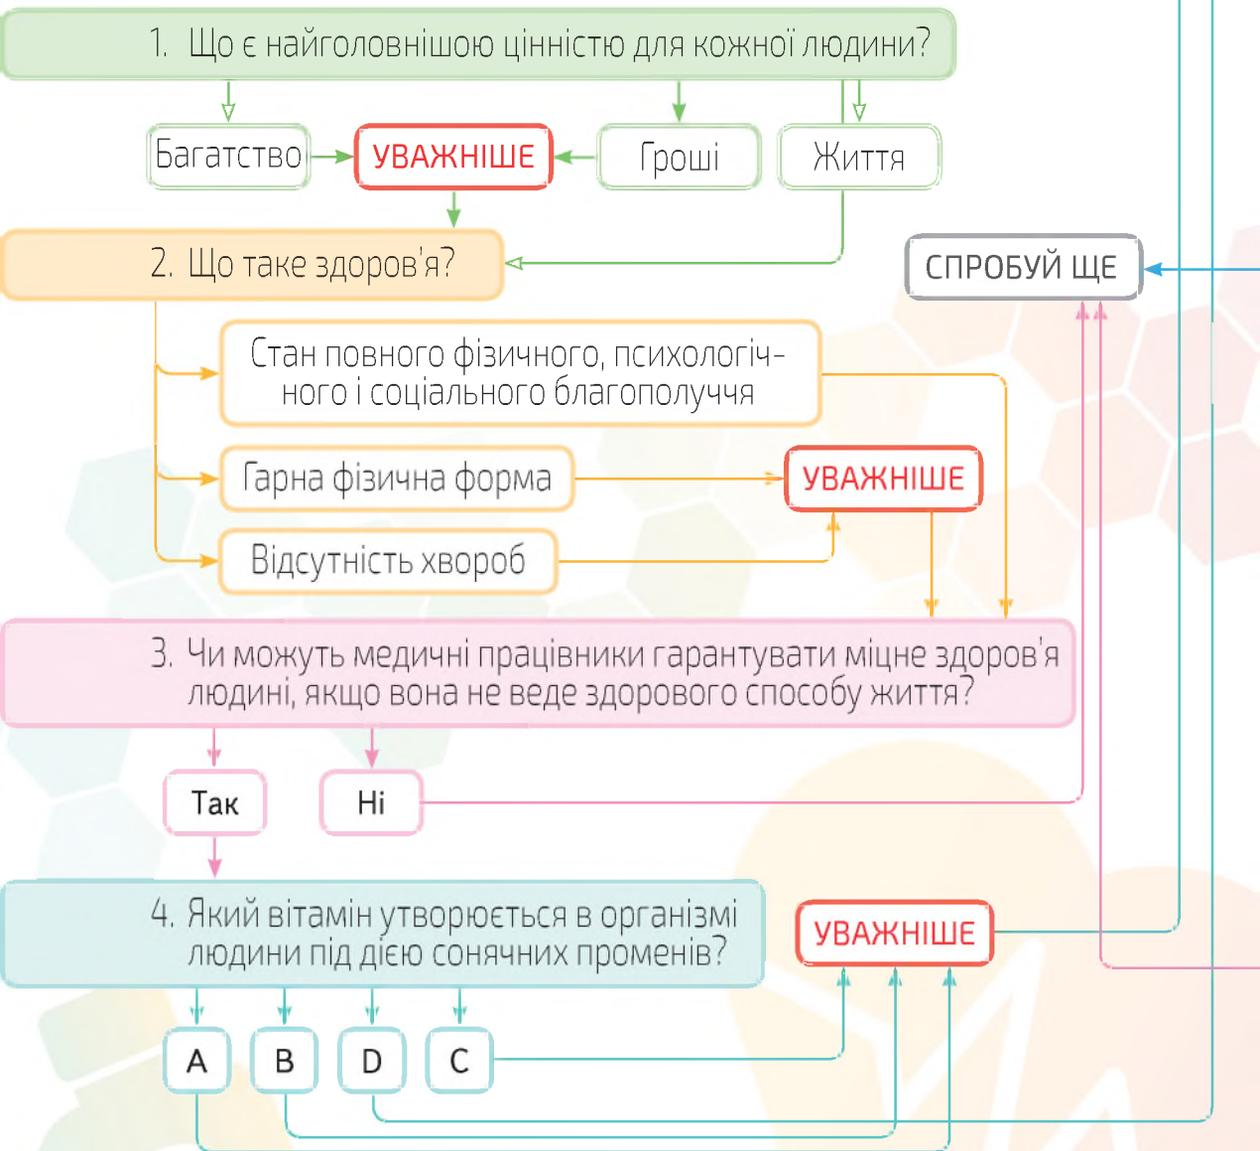 1. Що є найголовнішою цінністю для кожної людини?
Багатство
УВАЖНІШЕ
Гроші
Життя
2. Що таке здоров'я?
СПРОБУЙ ЩЕ
Стан повного фізичного, психологіч-
ного і соціального благополуччя
Гарна фізична форма
УВАЖНІШЕ
Відсутність хвороб
3. Чи можуть медичні працівники гарантувати міцне здоров'я
людині, якщо вона не веде здорового способу життя?
Так
Ні
4. Який вітамін утворюється в організмі
людини під дією сонячних променів?
УВАЖНІШЕ
A
B
D
C